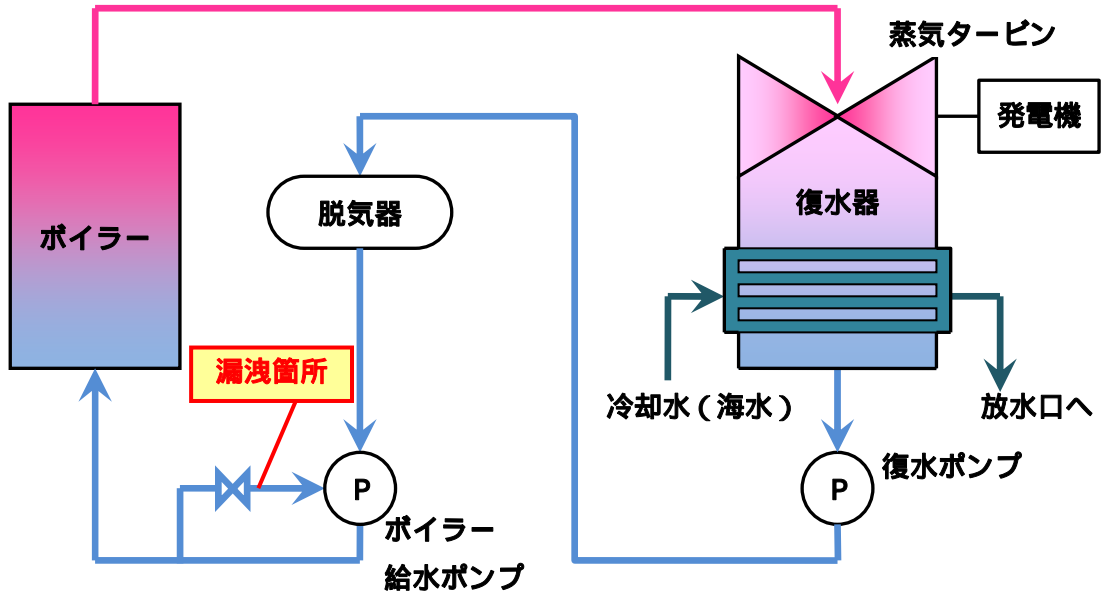 蒸気タービン
発電機
脱気器
復水器
ボイラー
漏洩箇所
冷却水(海水)
放水口へ
P
ボイラー
給水ポンプ
P
復水ポンプ